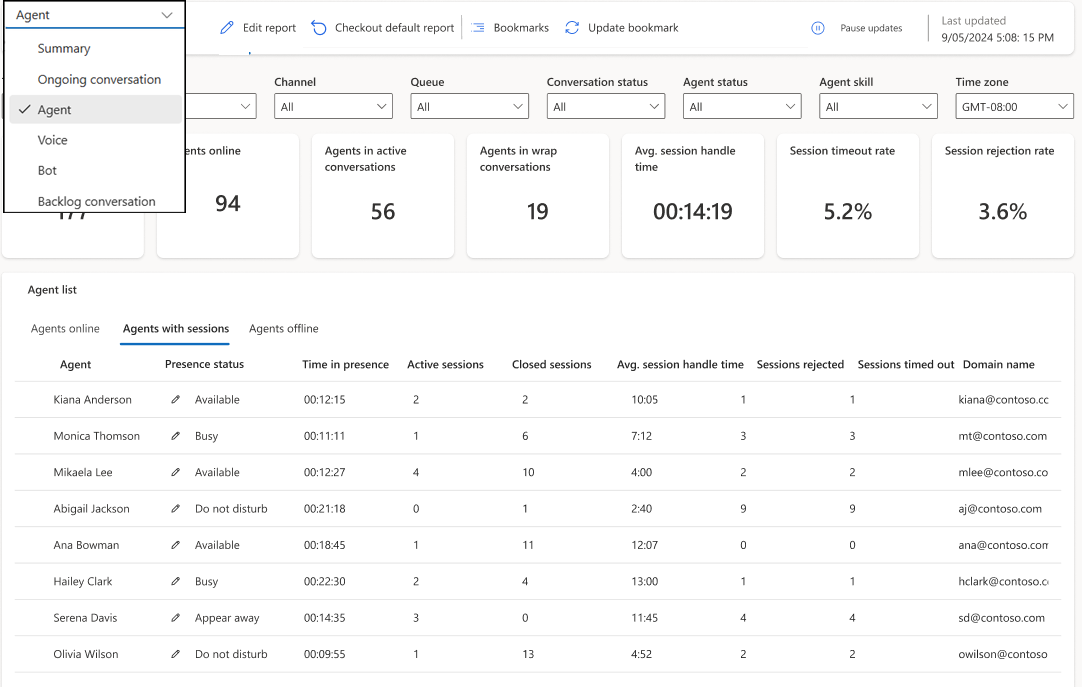 Agent
Summary
Ongoing conversation
Agent
Voice
Bot
Backlog conversation
Edit report
Checkout default report
Bookmarks
Update bookmark
Pause updates
Last updated
9/05/2024 5:08: 15 PM
Channel
All
Queue
All
Conversation status
All
Agent status
All
Agent skill
All
Time zone
GMT-08:00
ents online
94
Agents in active
conversations
56
Agents in wrap
conversations
19
Avg. session handle
time
00:14:19
Session timeout rate
5.2%
Session rejection rate
3.6%
Agent list
Agents online Agents with sessions Agents offline
Agent Presence status Time in presence Active sessions Closed sessions Avg. session handle time Sessions rejected Sessions timed out Domain name
Kiana Anderson Available 00:12:15 2 2 10:05 1 1 kiana@contoso.cc
Monica Thomson Busy 00:11:11 1 6 7:12 3 3 mt@contoso.com
Mikaela Lee Available 00:12:27 4 10 4:00 2 2 mlee@contoso.co
Abigail Jackson Do not disturb 00:21:18 0 1 2:40 9 9 aj@contoso.com
Ana Bowman Available 00:18:45 1 11 12:07 0 0 ana@contoso.com
Hailey Clark Busy 00:22:30 2 4 13:00 1 1 hclark@contoso.c
Serena Davis Appear away 00:14:35 3 0 11:45 4 4 sd@contoso.com
Olivia Wilson Do not disturb 00:09:55 1 13 4:52 2 2 owilson@contoso